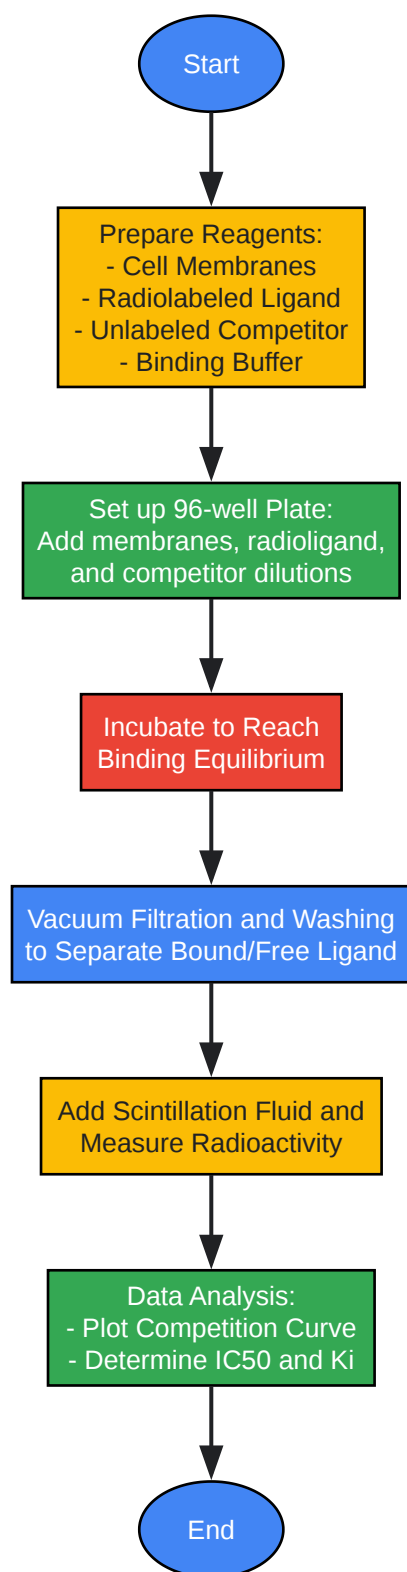 Start
Prepare Reagents:
- Cell Membranes
- Radiolabeled Ligand
- Unlabeled Competitor
- Binding Buffer
Set up 96-well Plate:
Add membranes, radioligand,
and competitor dilutions
Incubate to Reach
Binding Equilibrium
Vacuum Filtration and Washing
to Separate Bound/Free Ligand
Add Scintillation Fluid and
Measure Radioactivity
Data Analysis:
- Plot Competition Curve
- Determine IC50 and Ki
End